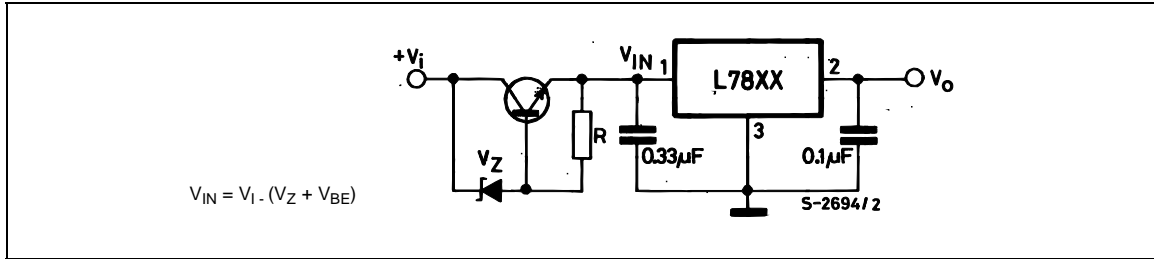 +Vi
VIN
1
L78XX
2
Vo
3
R
0.33µF
0.1µF
VZ
VIN = VI - (VZ + VBE)
S-2694/2